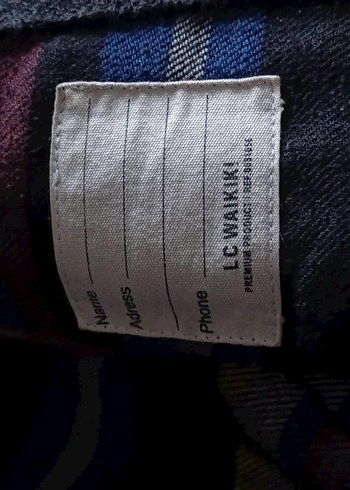 Name
Adress
Phone
LC WAIKIKI
PREMIUM PRODUCT